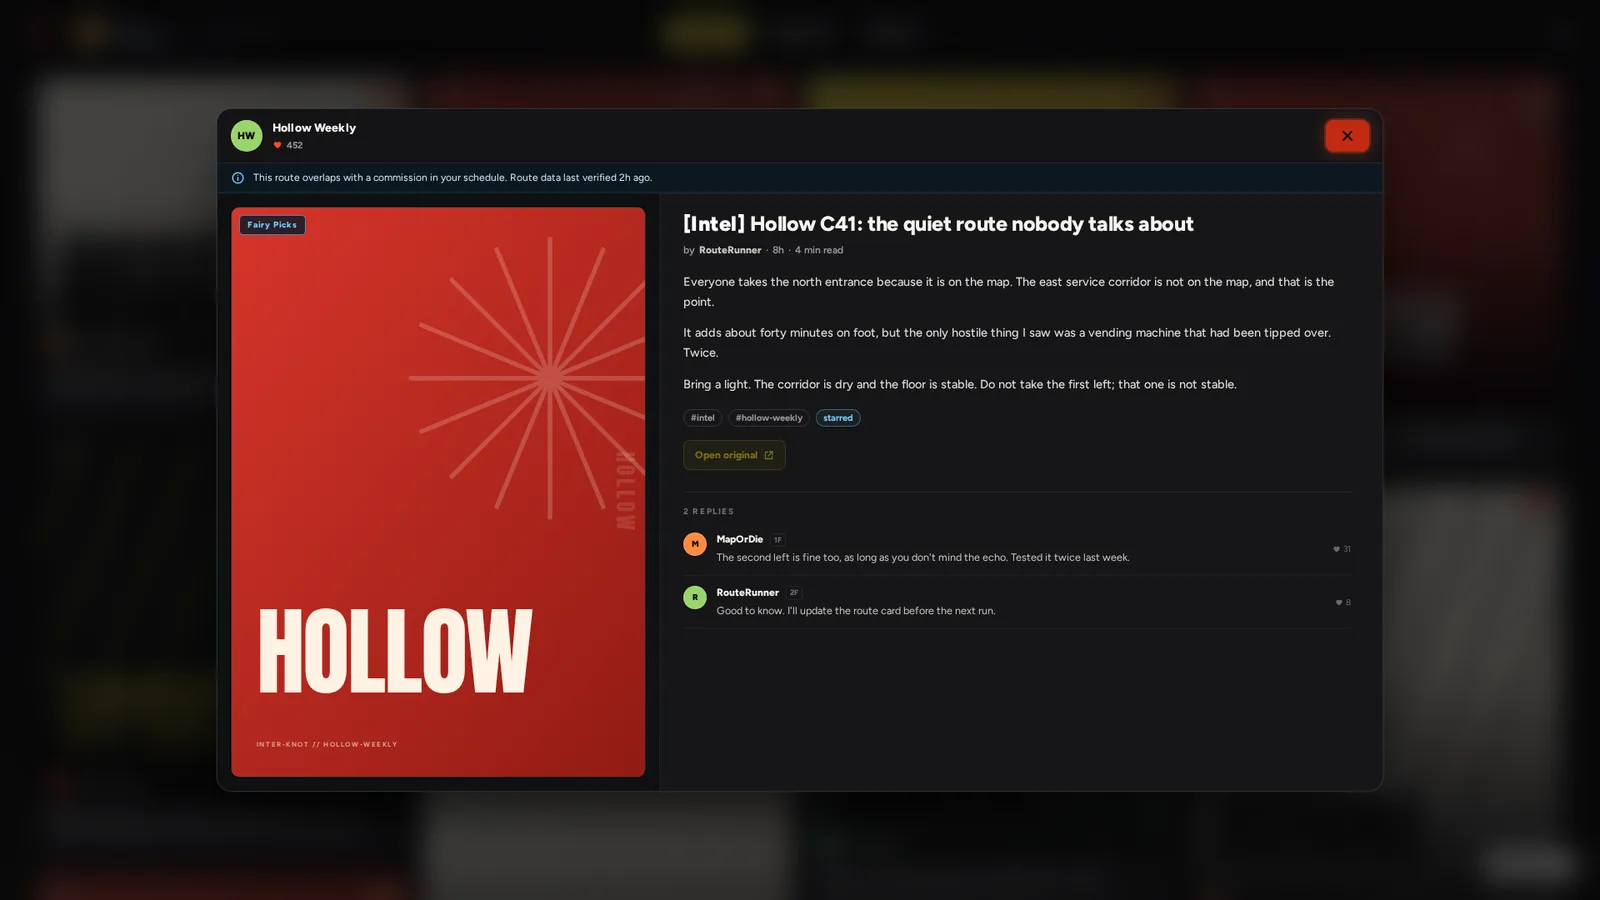 HW
Hollow Weekly
452
This route overlaps with a commission in your schedule. Route data last verified 2h ago.
Fairy Picks
HOLLOW
HOLLOW
INTER-KNOT // HOLLOW-WEEKLY
[Intel] Hollow C41: the quiet route nobody talks about
by RouteRunner · 8h · 4 min read
Everyone takes the north entrance because it is on the map. The east service corridor is not on the map, and that is the
point.
It adds about forty minutes on foot, but the only hostile thing I saw was a vending machine that had been tipped over.
Twice.
Bring a light. The corridor is dry and the floor is stable. Do not take the first left; that one is not stable.
#intel #hollow-weekly starred
Open original
2 REPLIES
M
MapOrDie 1F
The second left is fine too, as long as you don't mind the echo. Tested it twice last week.
31
R
RouteRunner 2F
Good to know. I'll update the route card before the next run.
8